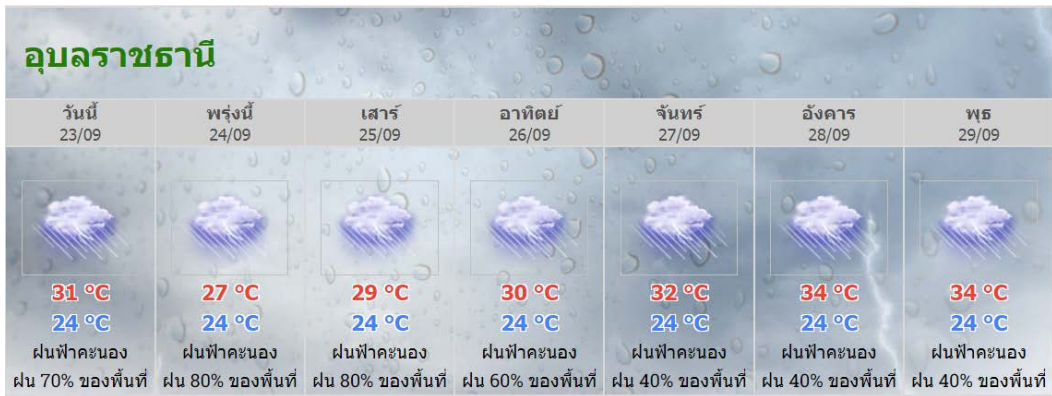 อุบลราชธานี
วันนี้ พรุ่งนี้ เสาร์ อาทิตย์ จันทร์ อังคาร พุธ
23/09 24/09 25/09 26/09 27/09 28/09 29/09
31 °C 27 °C 29 °C 30 °C 32 °C 34 °C 34 °C
24 °C 24 °C 24 °C 24 °C 24 °C 24 °C 24 °C
ฝนฟ้าคะนอง ฝนฟ้าคะนอง ฝนฟ้าคะนอง ฝนฟ้าคะนอง ฝนฟ้าคะนอง ฝนฟ้าคะนอง ฝนฟ้าคะนอง
ฝน 70% ของพื้นที่ ฝน 80% ของพื้นที่ ฝน 80% ของพื้นที่ ฝน 60% ของพื้นที่ ฝน 40% ของพื้นที่ ฝน 40% ของพื้นที่ ฝน 40% ของพื้นที่